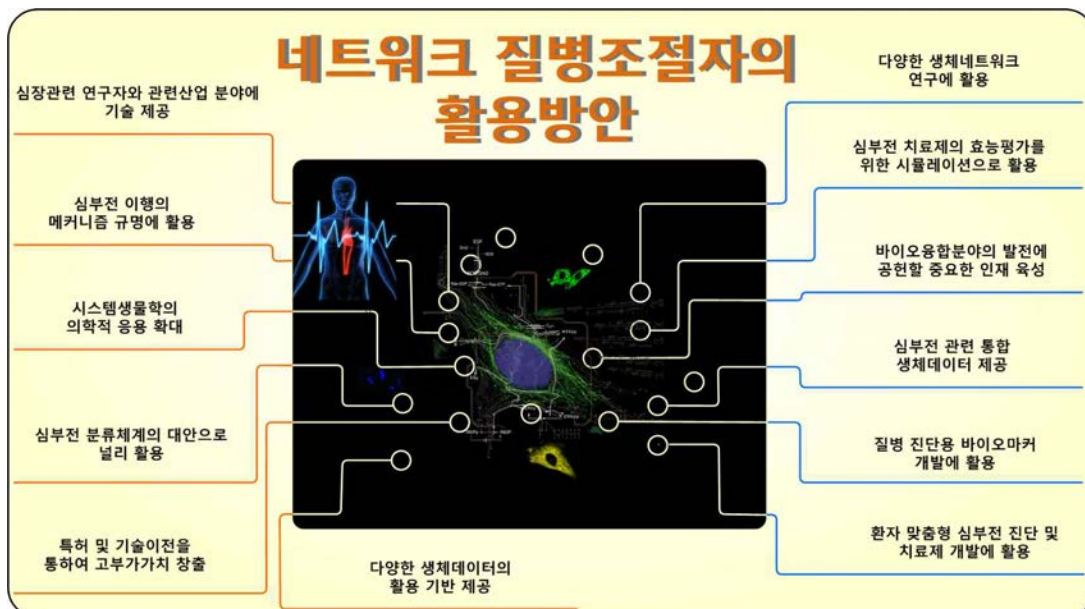 네트워크 질병조절자의
활용방안
심장관련 연구자와 관련산업 분야에
기술 제공
심부전 이행의
메커니즘 규명에 활용
시스템생물학의
의학적 응용 확대
심부전 분류체계의 대안으로
널리 활용
특허 및 기술이전을
통하여 고부가가치 창출
다양한 생체데이터의
활용 기반 제공
다양한 생체네트워크
연구에 활용
심부전 치료제의 효능평가를
위한 시뮬레이션으로 활용
바이오융합분야의 발전에
공헌할 중요한 인재 육성
심부전 관련 통합
생체데이터 제공
질병 진단용 바이오마커
개발에 활용
환자 맞춤형 심부전 진단 및
치료제 개발에 활용